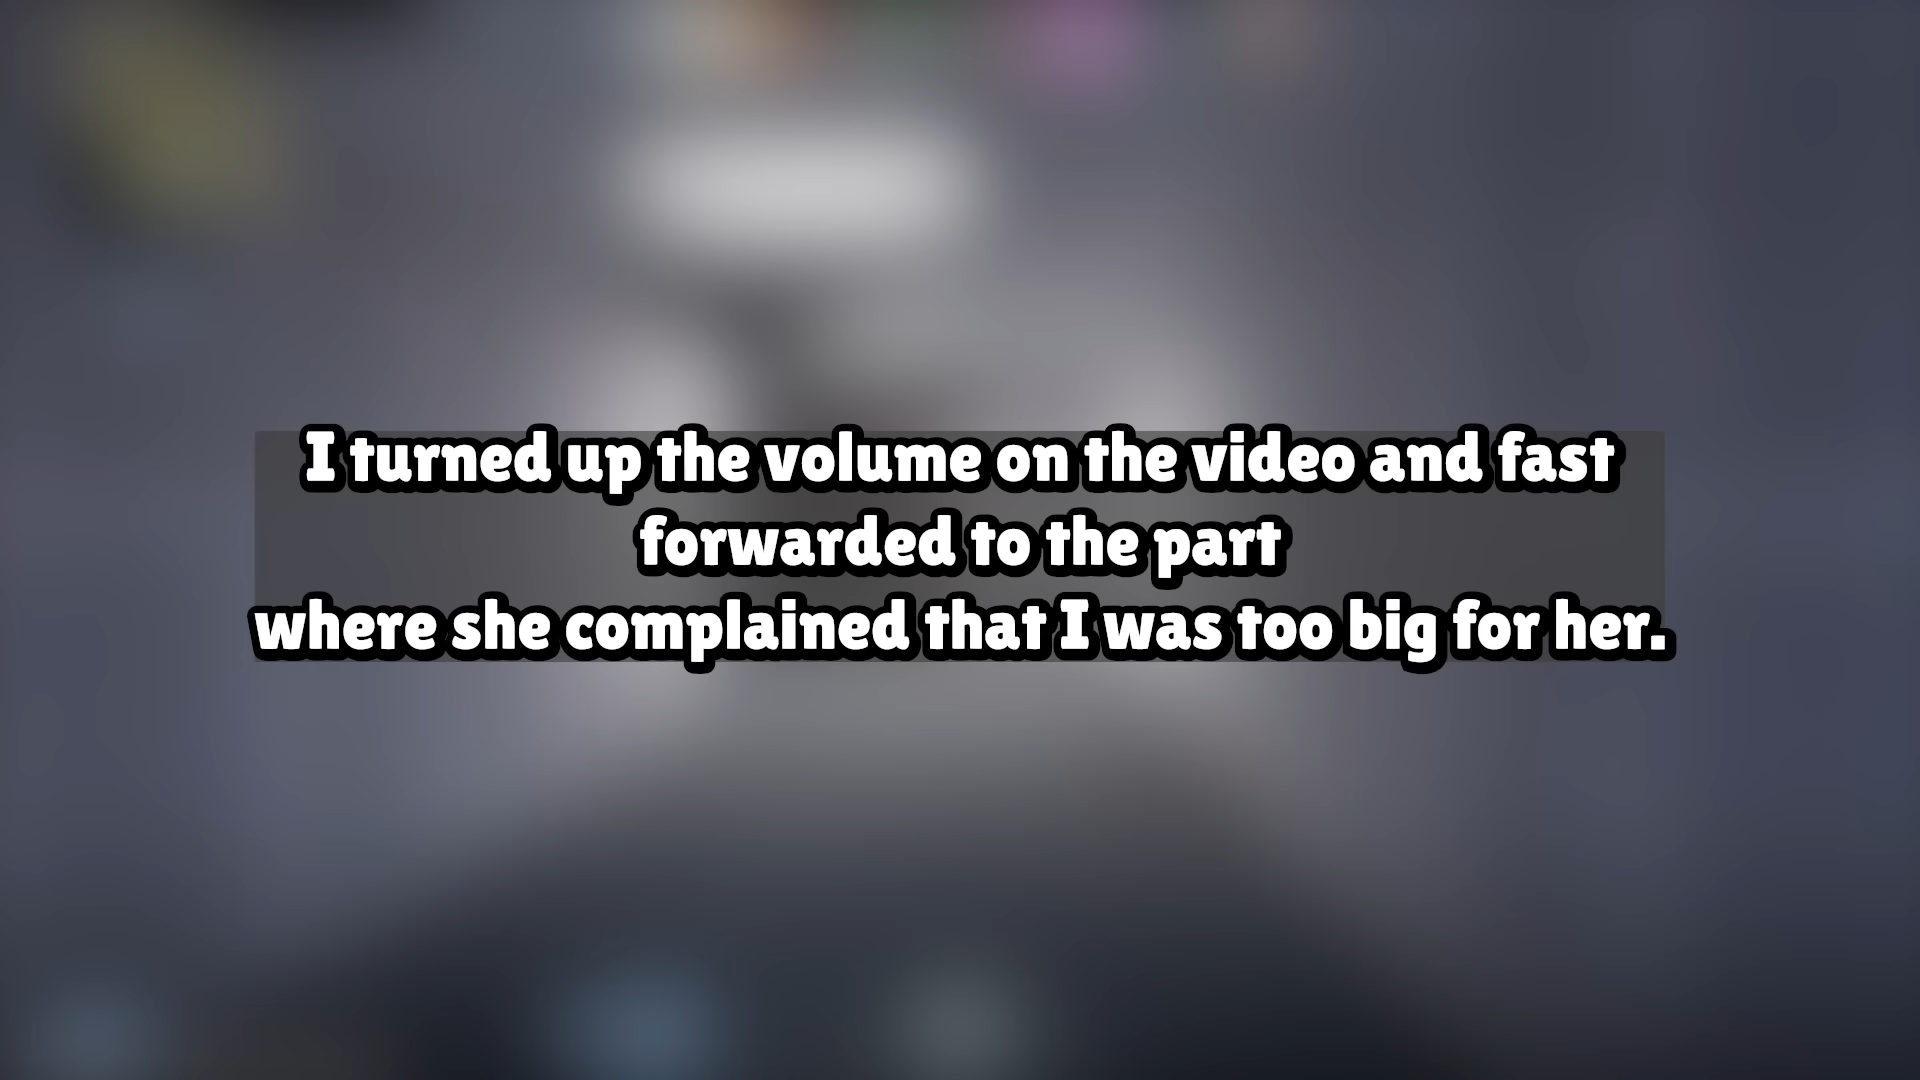 I turned up the volume on the video and fast
forwarded to the part
where she complained that I was too big for her.